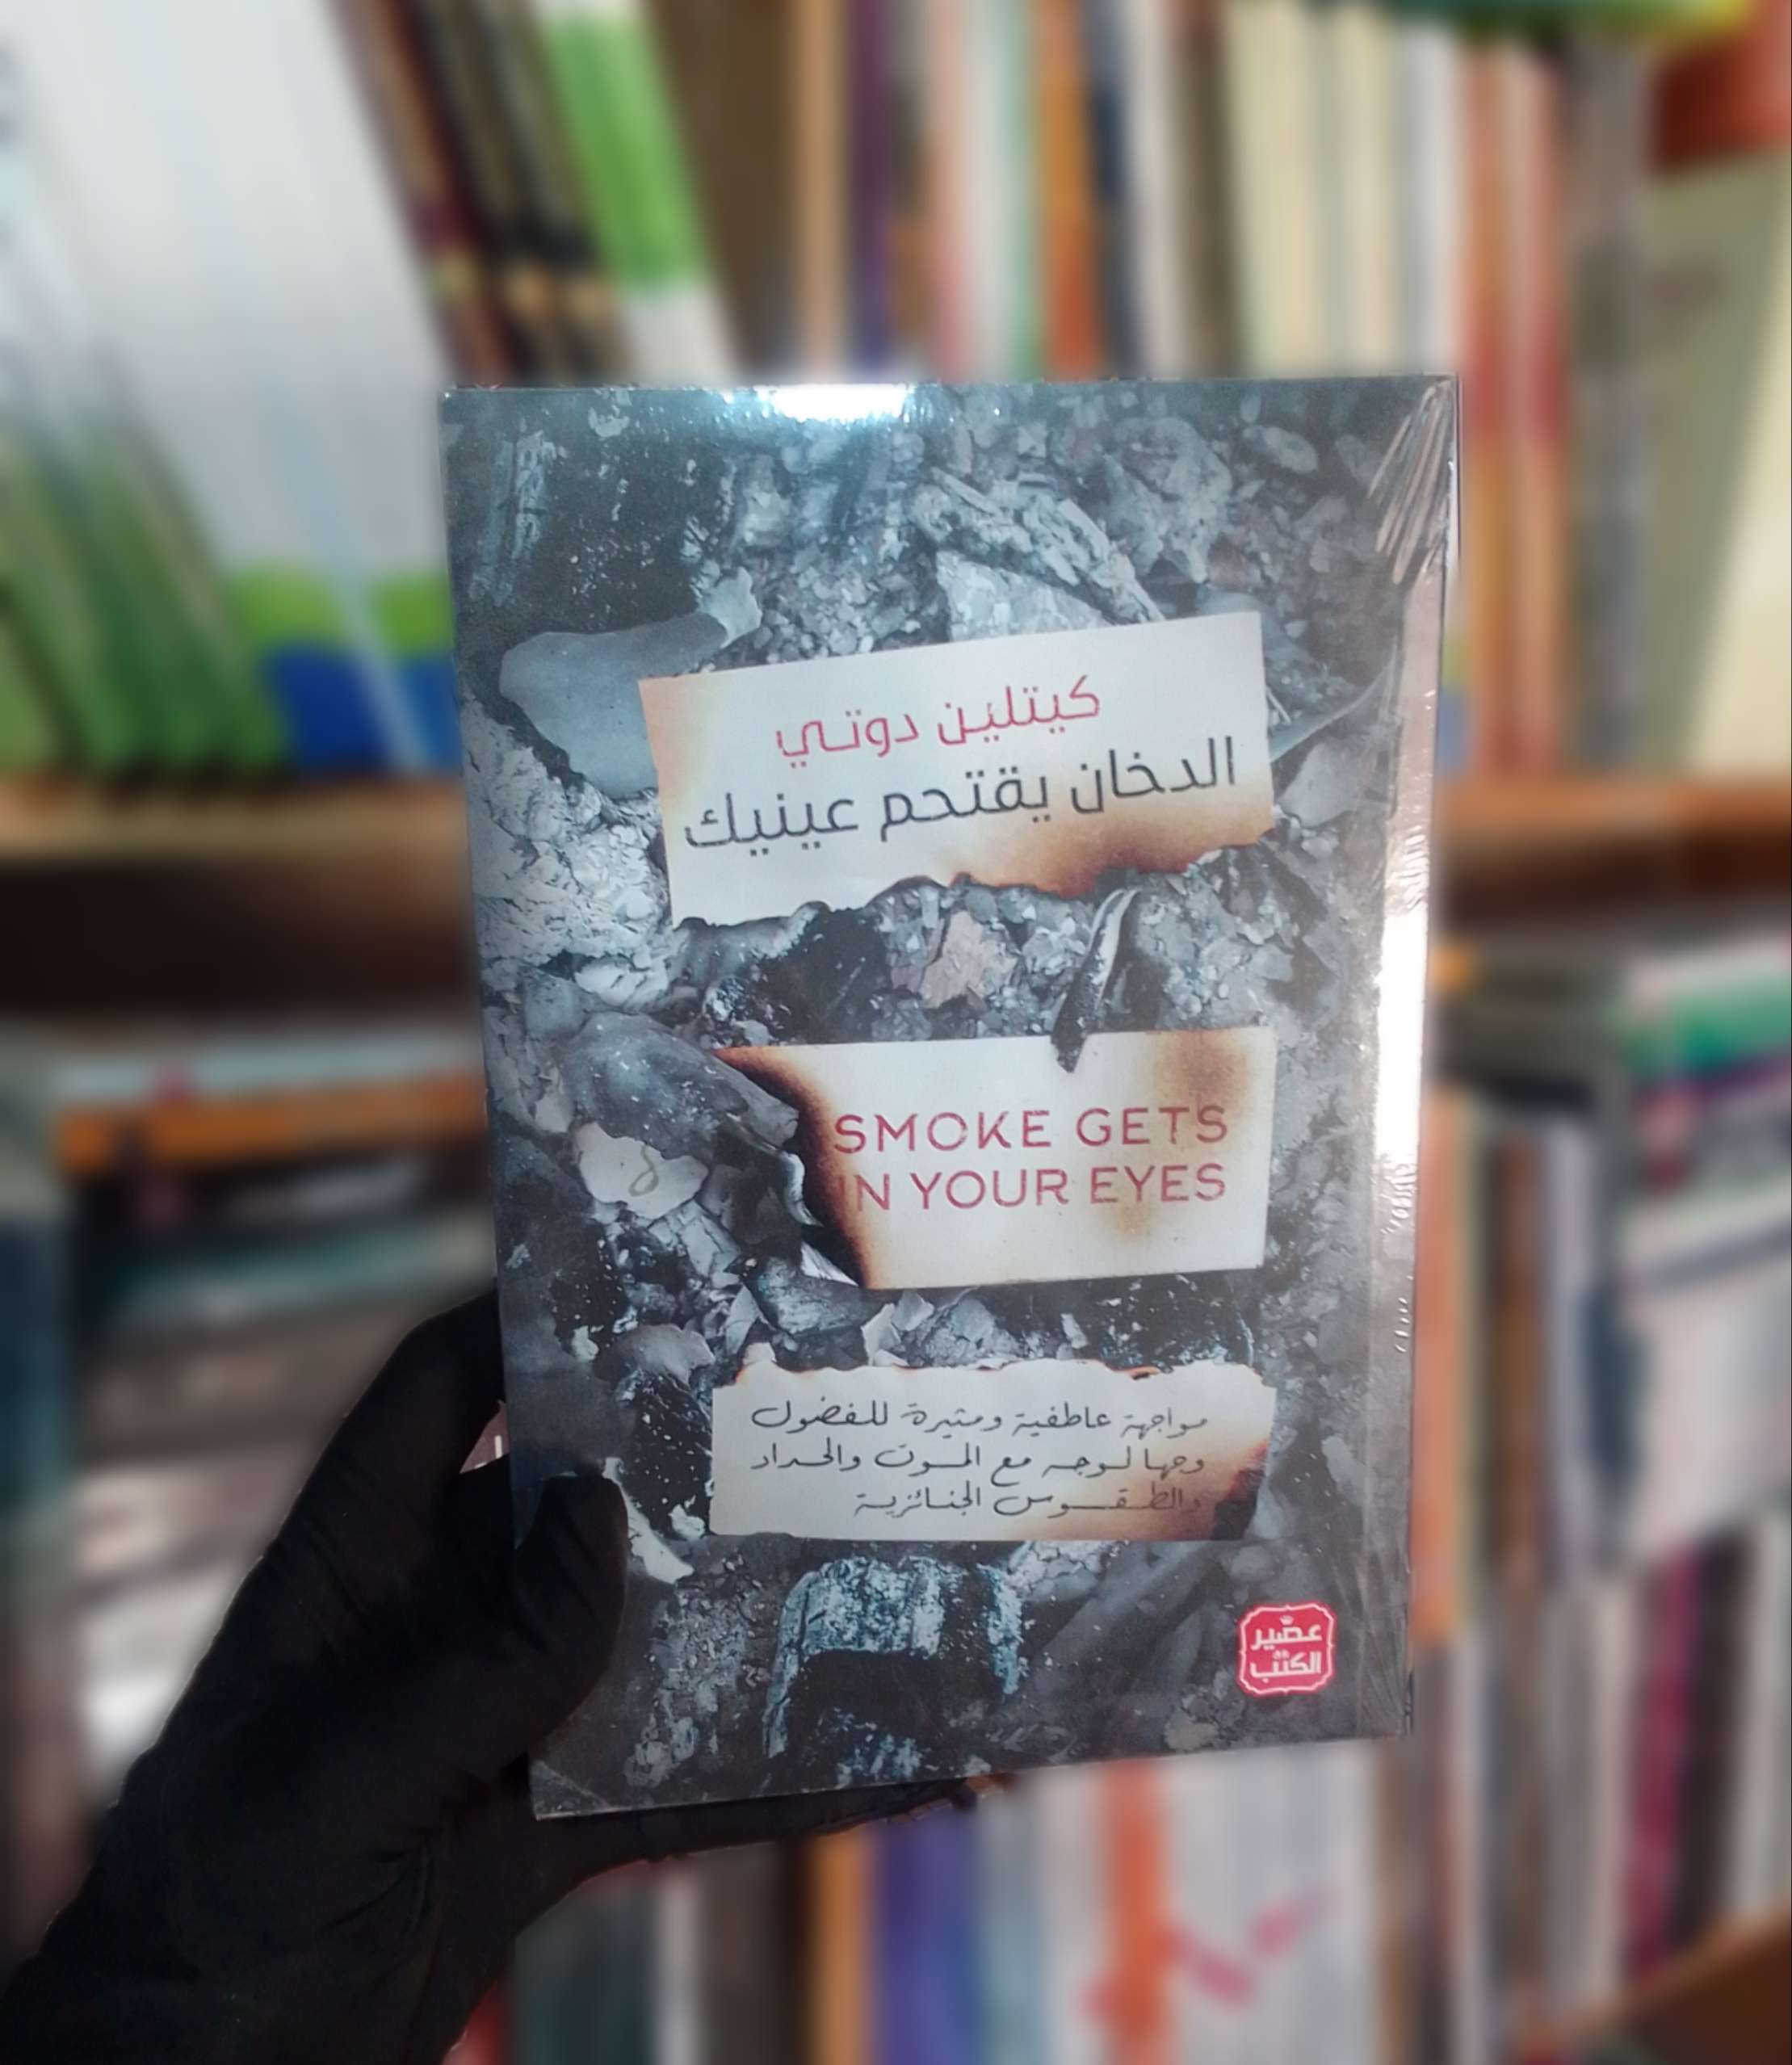 كيتلين دوتي
الدخان يقتحم عينيك
SMOKE GETS
IN YOUR EYES
مواجهة عاطفية ومثيرة للفضول
وجها لوجه مع الموت والحداد
والطقوس الجنائزية
عصير
الكتب